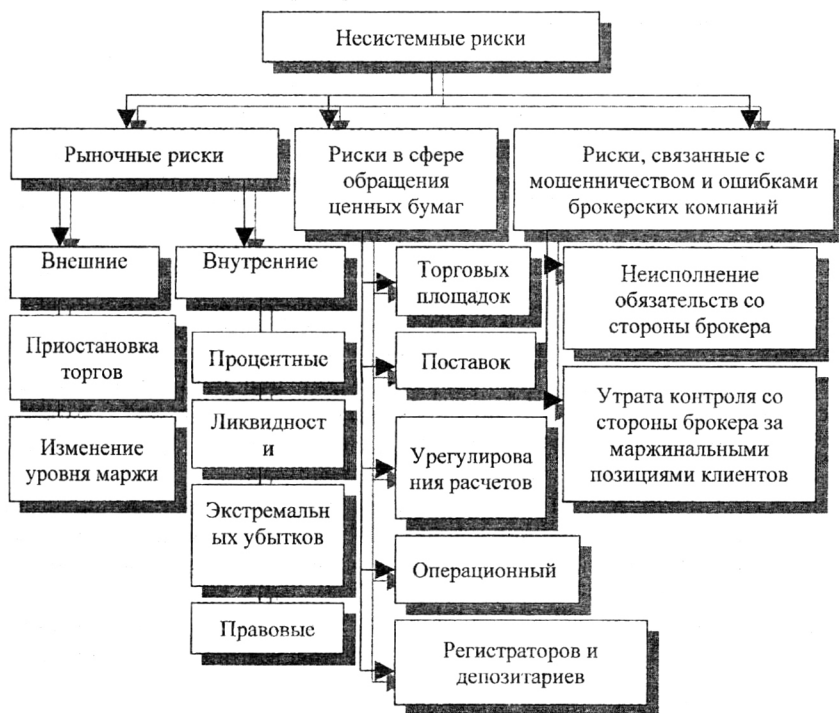 Несистемные риски
Рыночные риски
Риски в сфере
обращения
ценных бумаг
Риски, связанные с
мошенничеством и ошибками
брокерских компаний
Внешние
Приостановка
торгов
Изменение
уровня маржи
Внутренние
Процентные
Ликвидност
и
Экстремальн
ых убытков
Правовые
Торговых
площадок
Поставок
Урегулирова
ния расчетов
Операционный
Регистраторов и
депозитариев
Неисполнение
обязательств со
стороны брокера
Утрата контроля со
стороны брокера за
маржинальными
позициями клиентов